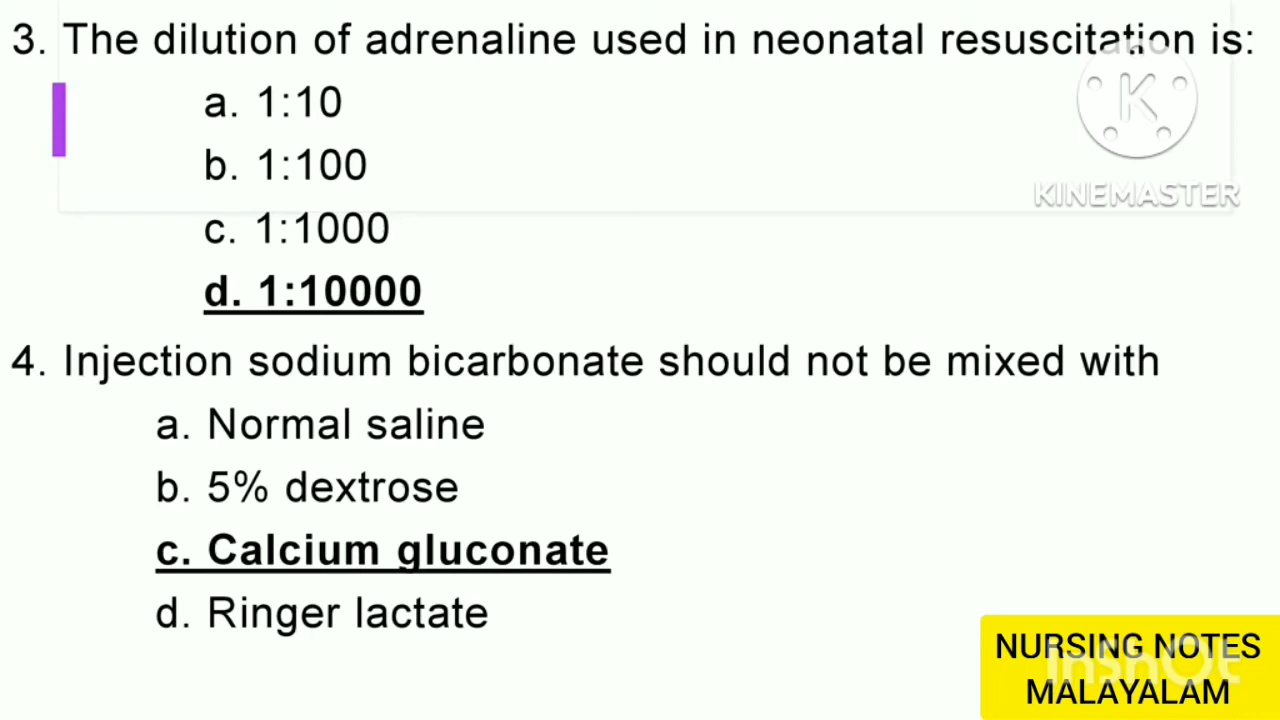 3. The dilution of adrenaline used in neonatal resuscitation is:
a. 1:10
K
b. 1:100
KINEMASTER
c. 1:1000
d. 1:10000
4. Injection sodium bicarbonate should not be mixed with
a. Normal saline
b. 5% dextrose
c. Calcium gluconate
d. Ringer lactate
NURSING NOTES
InShOt
MALAYALAM